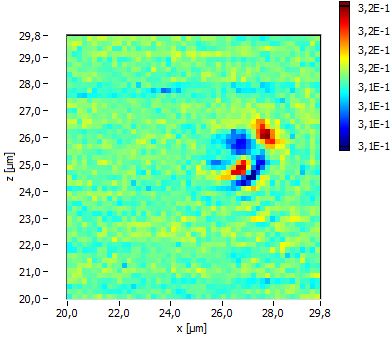 29,8
29,0
28,0
27,0
26,0
25,0
24,0
23,0
22,0
21,0
20,0
z [µm]
20,0 22,0 24,0 26,0 28,0 29,8
x [µm]
3,2E-1
3,2E-1
3,2E-1
3,2E-1
3,1E-1
3,1E-1
3,1E-1
3,1E-1